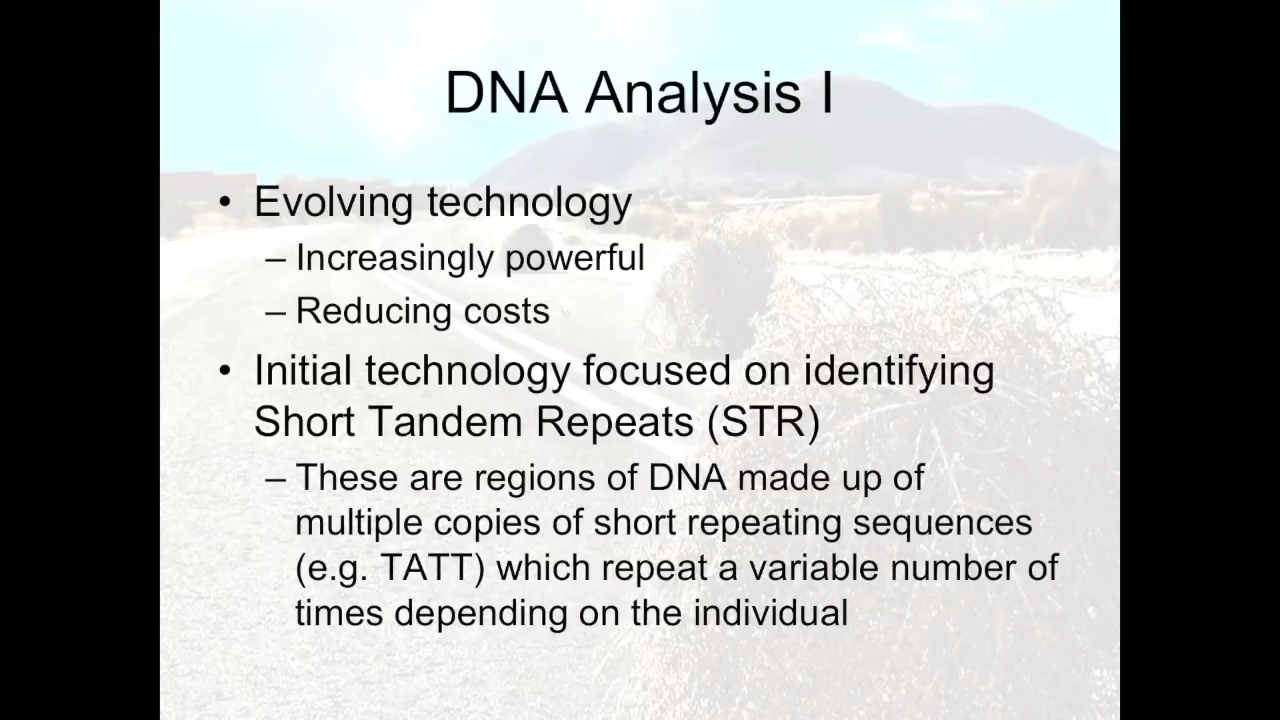 DNA Analysis I
• Evolving technology
– Increasingly powerful
– Reducing costs
• Initial technology focused on identifying
Short Tandem Repeats (STR)
– These are regions of DNA made up of
multiple copies of short repeating sequences
(e.g. TATT) which repeat a variable number of
times depending on the individual